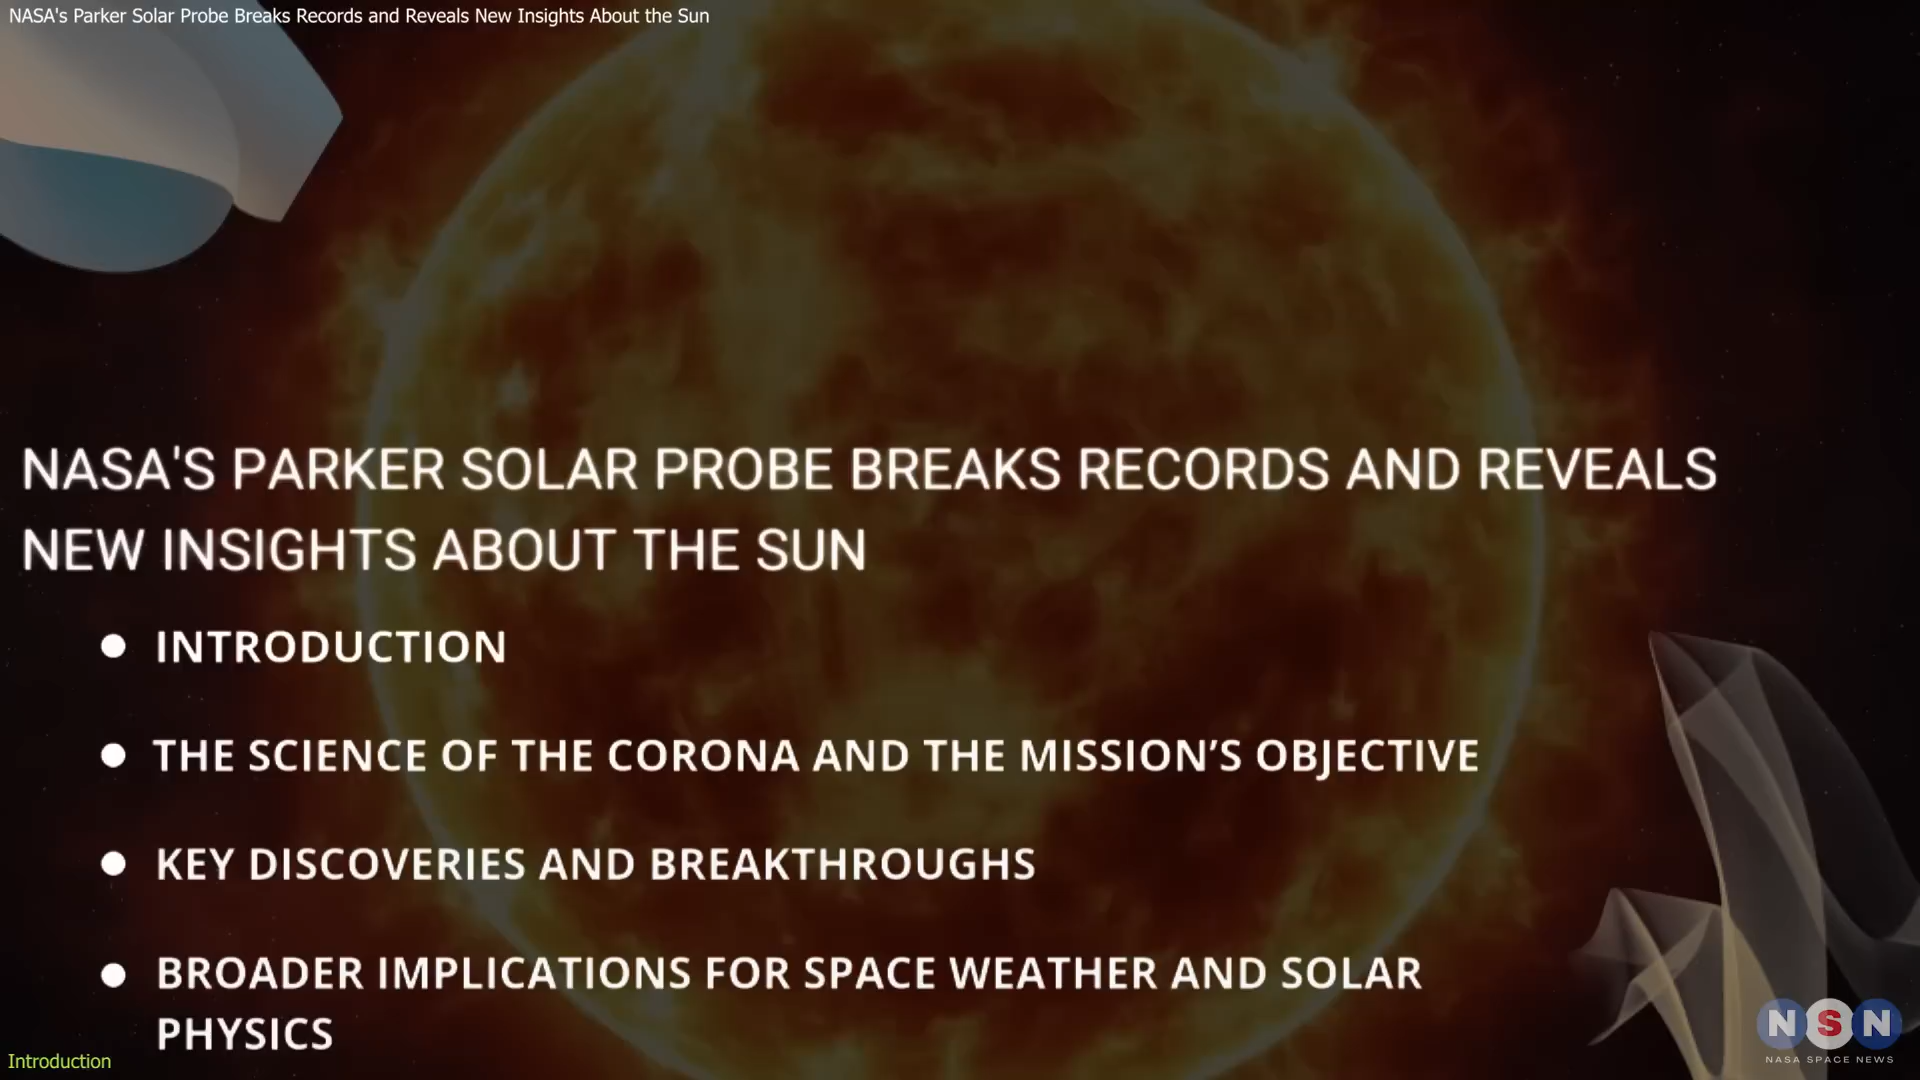 NASA's Parker Solar Probe Breaks Records and Reveals New Insights About the Sun
NASA'S PARKER SOLAR PROBE BREAKS RECORDS AND REVEALS
NEW INSIGHTS ABOUT THE SUN
● INTRODUCTION
● THE SCIENCE OF THE CORONA AND THE MISSION’S OBJECTIVE
● KEY DISCOVERIES AND BREAKTHROUGHS
● BROADER IMPLICATIONS FOR SPACE WEATHER AND SOLAR
PHYSICS
Introduction
NSN
NASA SPACE NEWS